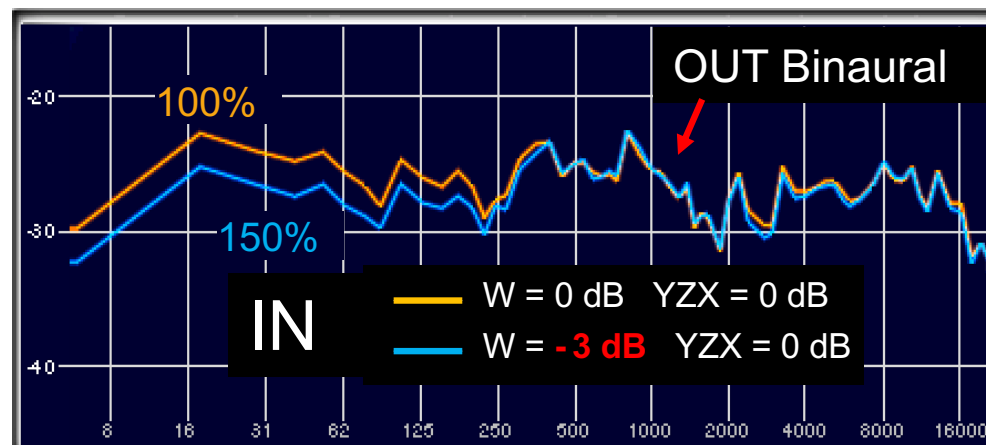 OUT Binaural
-20
100%
-30
150%
IN
W = 0 dB YZX = 0 dB
W = - 3 dB YZX = 0 dB
-40
8 16 31 62 125 250 500 1000 2000 4000 8000 16000